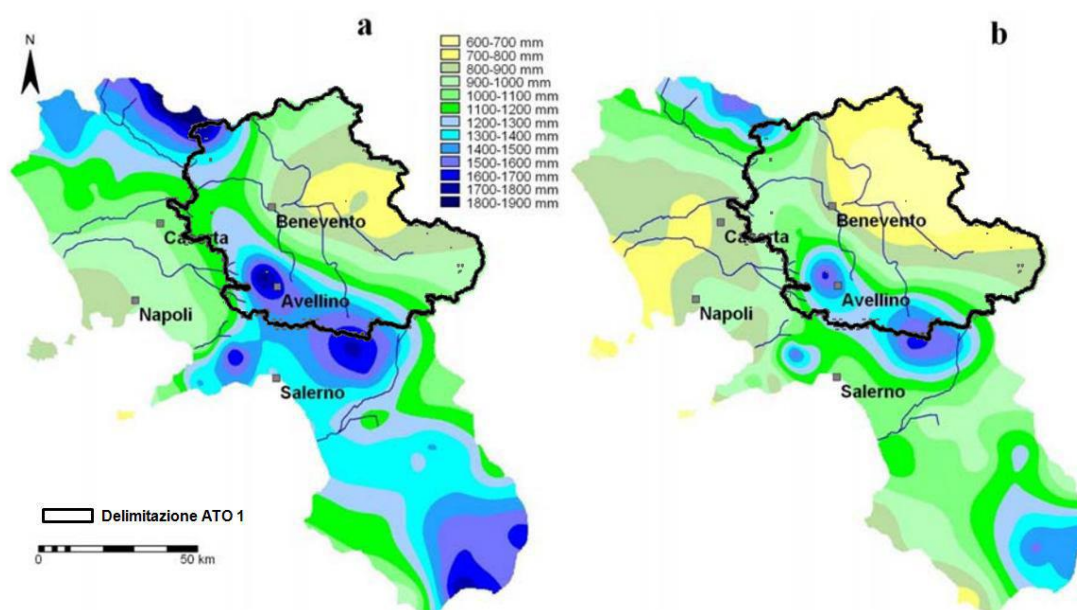 a
b
N
600-700 mm
700-800 mm
800-900 mm
900-1000 mm
1000-1100 mm
1100-1200 mm
1200-1300 mm
1300-1400 mm
1400-1500 mm
1500-1600 mm
1600-1700 mm
1700-1800 mm
1800-1900 mm
Benevento
Caserta
Avellino
Napoli
Salerno
Benevento
Caserta
Avellino
Napoli
Salerno
Delimitazione ATO 1
0 50 km